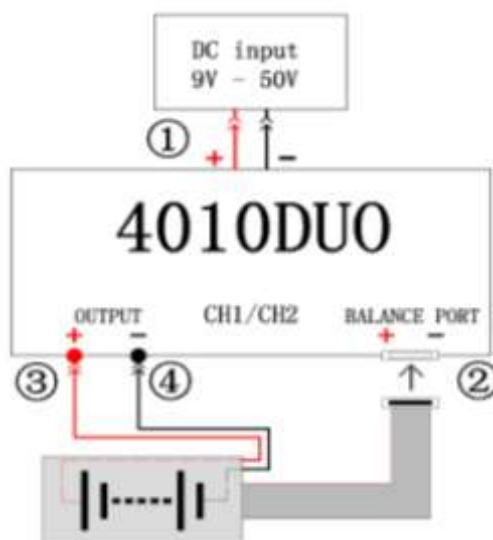 DC input
9V - 50V
①
+ -
4010DUO
OUTPUT CH1/CH2 BALANCE PORT
+ - + -
③ ④ ②